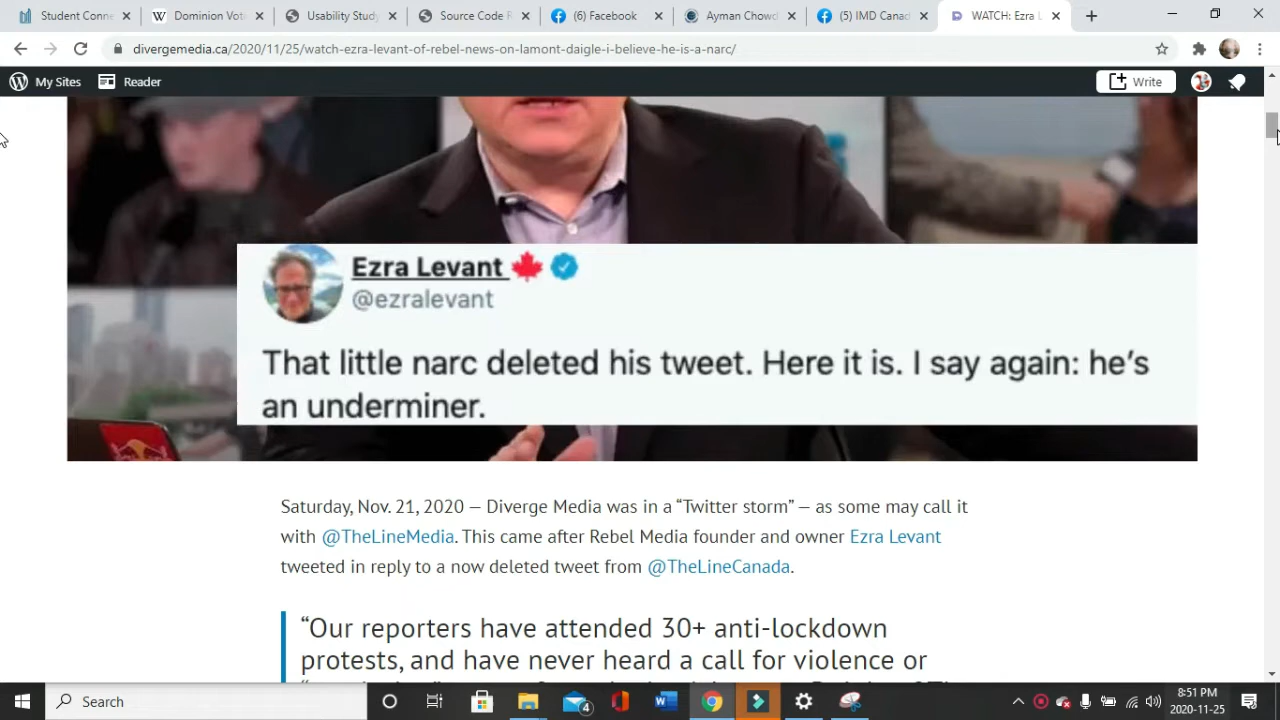 Student Conne
Dominion Vot
Usability Study
Source Code R
(6) Facebook
Ayman Chowd
(5) IMD Canad
WATCH: Ezra L
divergemedia.ca/2020/11/25/watch-ezra-levant-of-rebel-news-on-lamont-daigle-i-believe-he-is-a-narc/
My Sites Reader Write
Ezra Levant
@ezralevant
That little narc deleted his tweet. Here it is. I say again: he's
an underminer.
Saturday, Nov. 21, 2020 — Diverge Media was in a “Twitter storm” — as some may call it
with @TheLineMedia. This came after Rebel Media founder and owner Ezra Levant
tweeted in reply to a now deleted tweet from @TheLineCanada.
“Our reporters have attended 30+ anti-lockdown
protests, and have never heard a call for violence or
Search
4
8:51 PM
2020-11-25